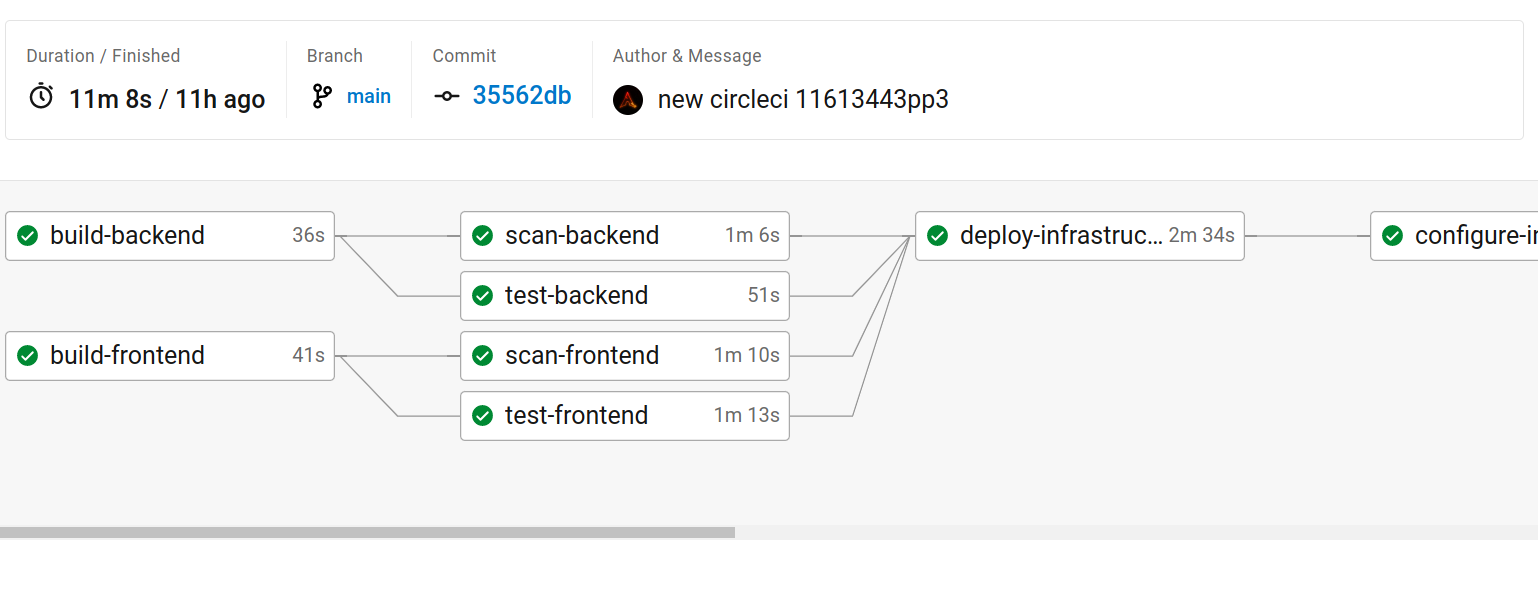 Duration / Finished
11m 8s / 11h ago
Branch
main
Commit
35562db
Author & Message
new circleci 11613443pp3
build-backend 36s
scan-backend 1m 6s
deploy-infrastruc... 2m 34s
configure-in
test-backend 51s
build-frontend 41s
scan-frontend 1m 10s
test-frontend 1m 13s